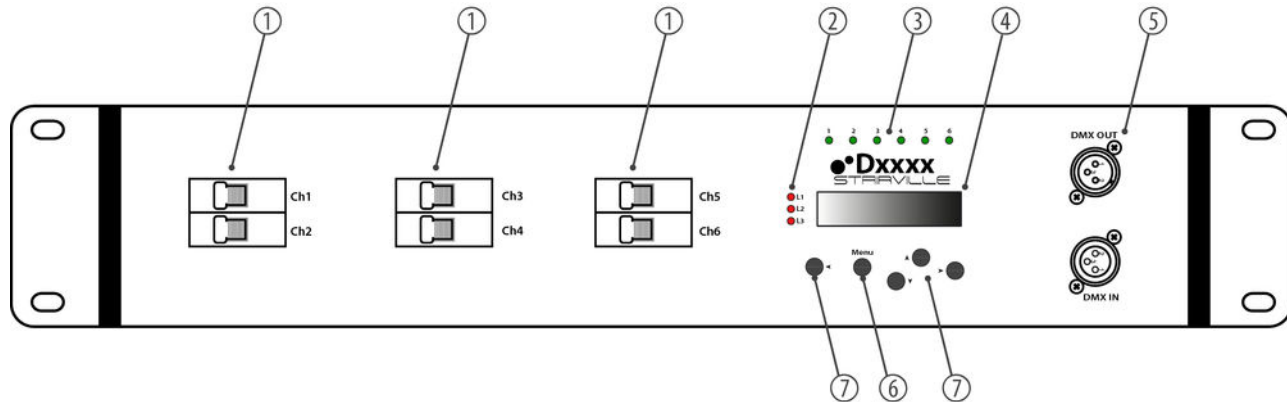 ① ① ① ② ③ ④ ⑤
1 2 3 4 5 6
DMX OUT
Dxxxx
STAIRVILLE
Ch1 Ch3 Ch5 L1
L2
Ch2 Ch4 Ch6 L3
Menu
DMX IN
⑦ ⑥ ⑦